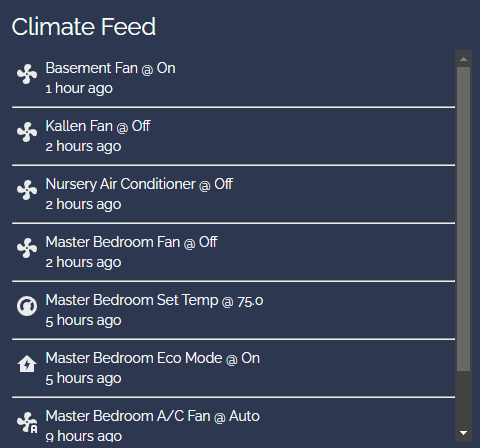 Climate Feed
Basement Fan @ On
1 hour ago
Kallen Fan @ Off
2 hours ago
Nursery Air Conditioner @ Off
2 hours ago
Master Bedroom Fan @ Off
2 hours ago
Master Bedroom Set Temp @ 75.0
5 hours ago
Master Bedroom Eco Mode @ On
5 hours ago
Master Bedroom A/C Fan @ Auto
9 hours ago